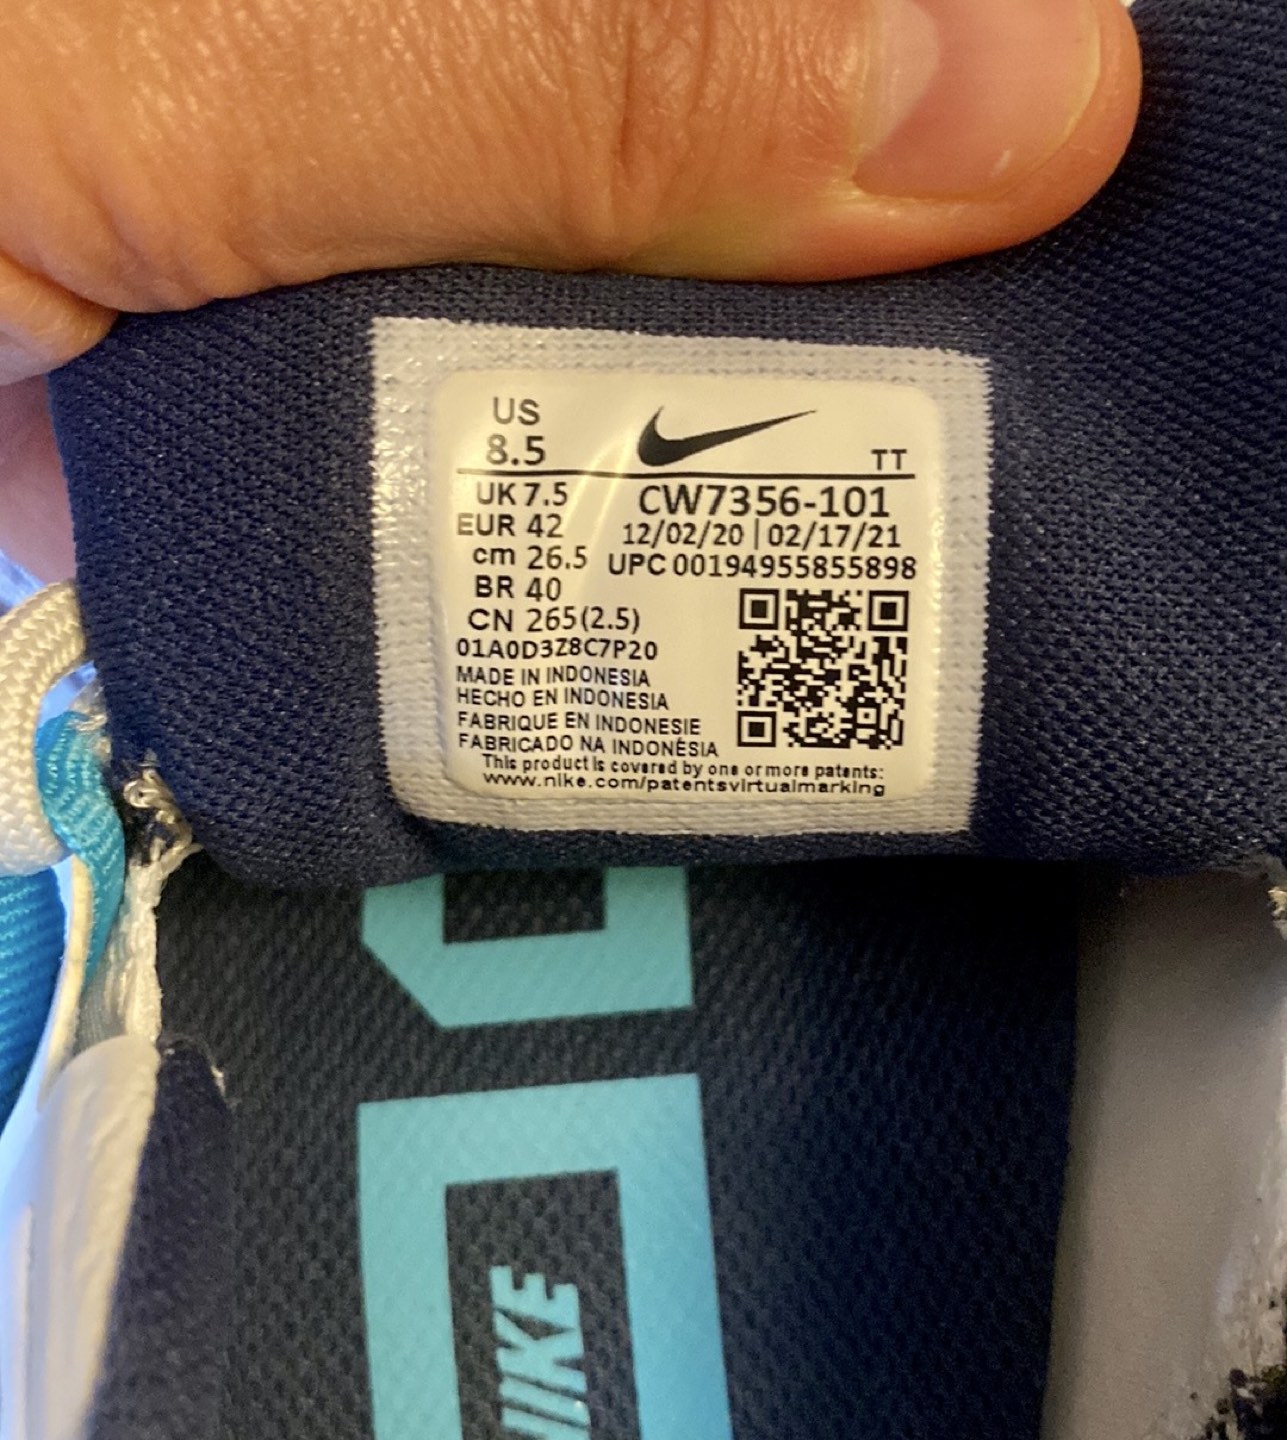 US
8.5
TT
UK 7.5
CW7356-101
EUR 42
12/02/20 | 02/17/21
cm 26.5
UPC 00194955855898
BR 40
CN 265(2.5)
01A0D3Z8C7P20
MADE IN INDONESIA
HECHO EN INDONESIA
FABRIQUE EN INDONESIE
FABRICADO NA INDONÉSIA
This product is covered by one or more patents:
www.nike.com/patentsvirtualmarking
NIKE